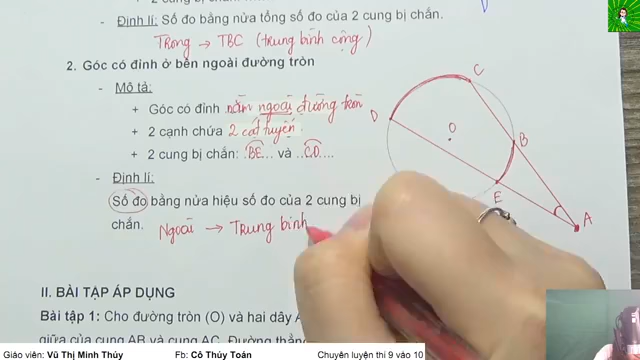 - 2 cung bị chắn:
- Định lí: Số đo bằng nửa tổng số đo của 2 cung bị chắn.
Trong → TBC (trung bình cộng)
2. Góc có đỉnh ở bên ngoài đường tròn
- Mô tả:
+ Góc có đỉnh nằm ngoài đường tròn
+ 2 cạnh chứa 2 cát tuyến.
+ 2 cung bị chắn: BE... và ..CD...
- Định lí:
Số đo bằng nửa hiệu số đo của 2 cung bị
chắn. Ngoài → Trung bình
C
D
O
B
E
A
II. BÀI TẬP ÁP DỤNG
Bài tập 1: Cho đường tròn (O) và hai dây A
giữa của cung AB và cung AC. Đường thẳng
Giáo viên: Vũ Thị Minh Thúy Fb: Cô Thúy Toán Chuyên luyện thi 9 vào 10